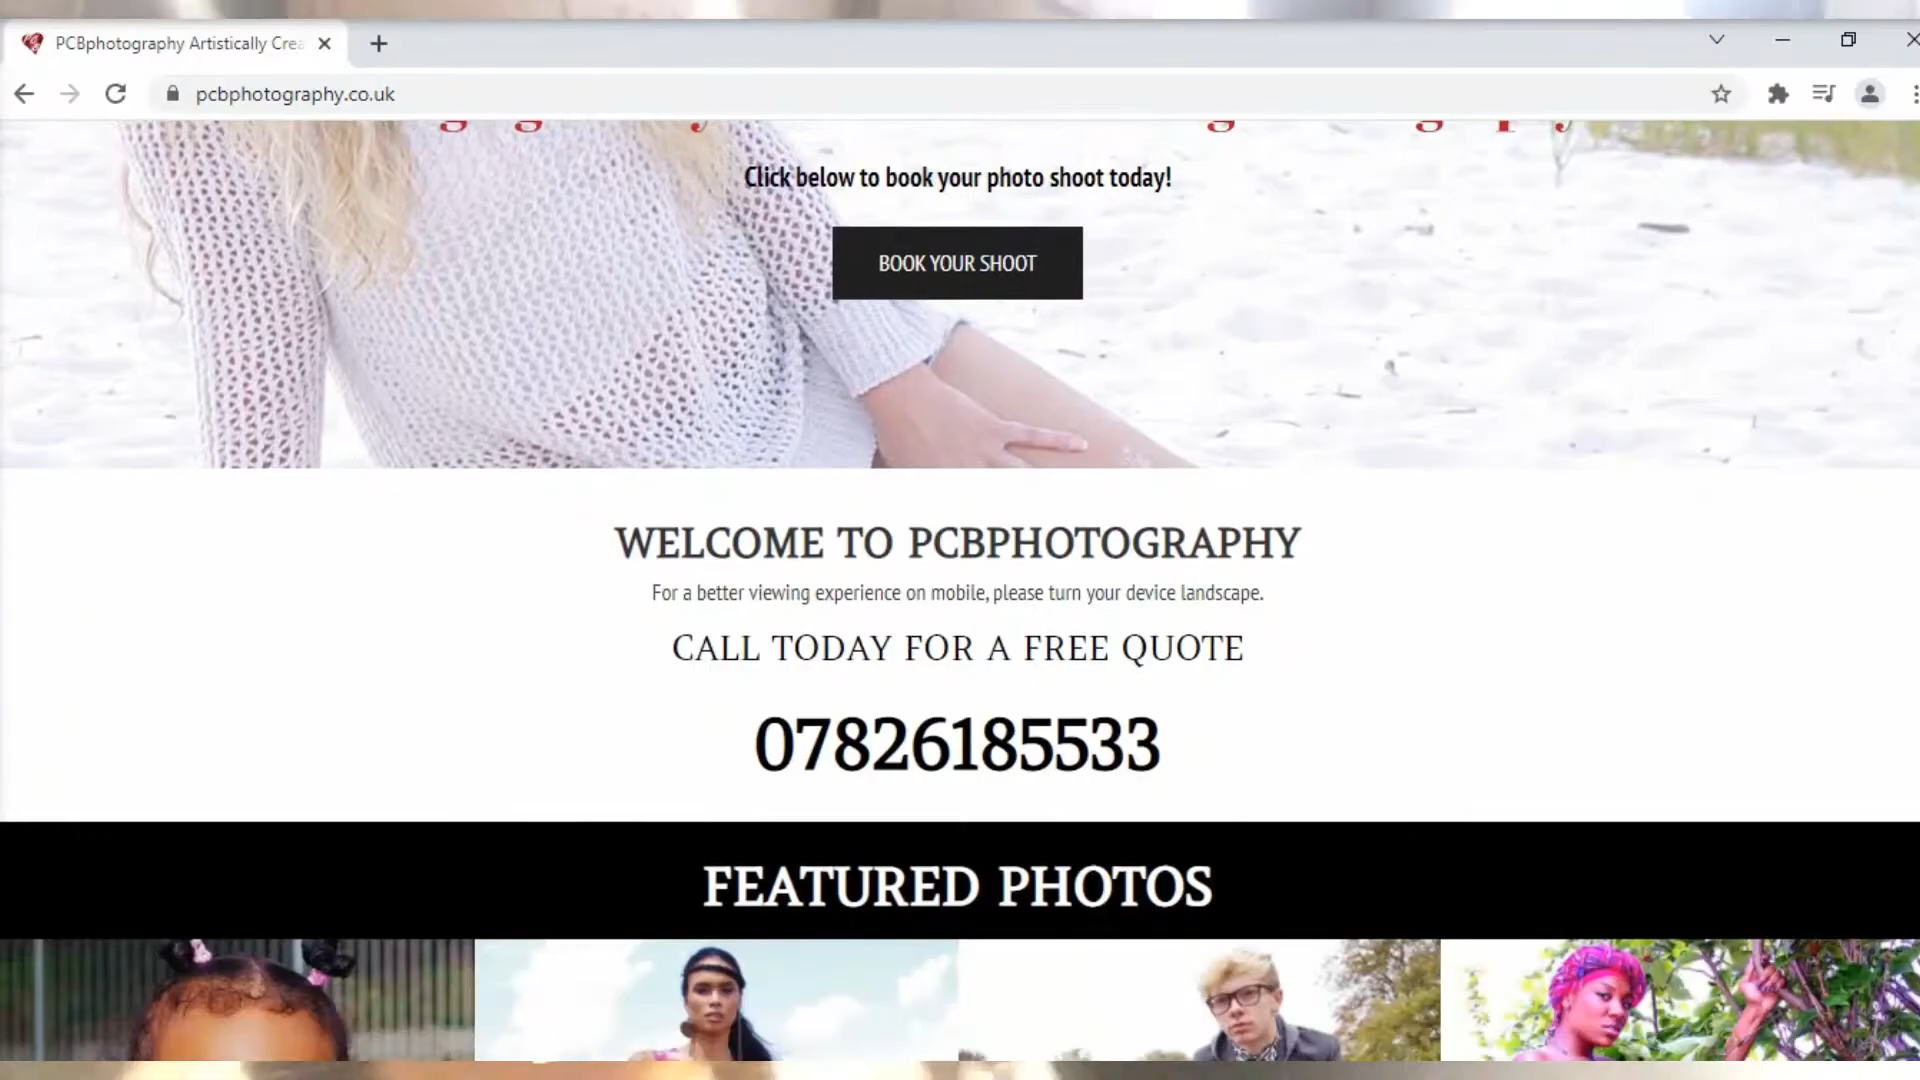 PCBphotography Artistically Crea
pcbphotography.co.uk
Click below to book your photo shoot today!
BOOK YOUR SHOOT
WELCOME TO PCBPHOTOGRAPHY
For a better viewing experience on mobile, please turn your device landscape.
CALL TODAY FOR A FREE QUOTE
07826185533
FEATURED PHOTOS